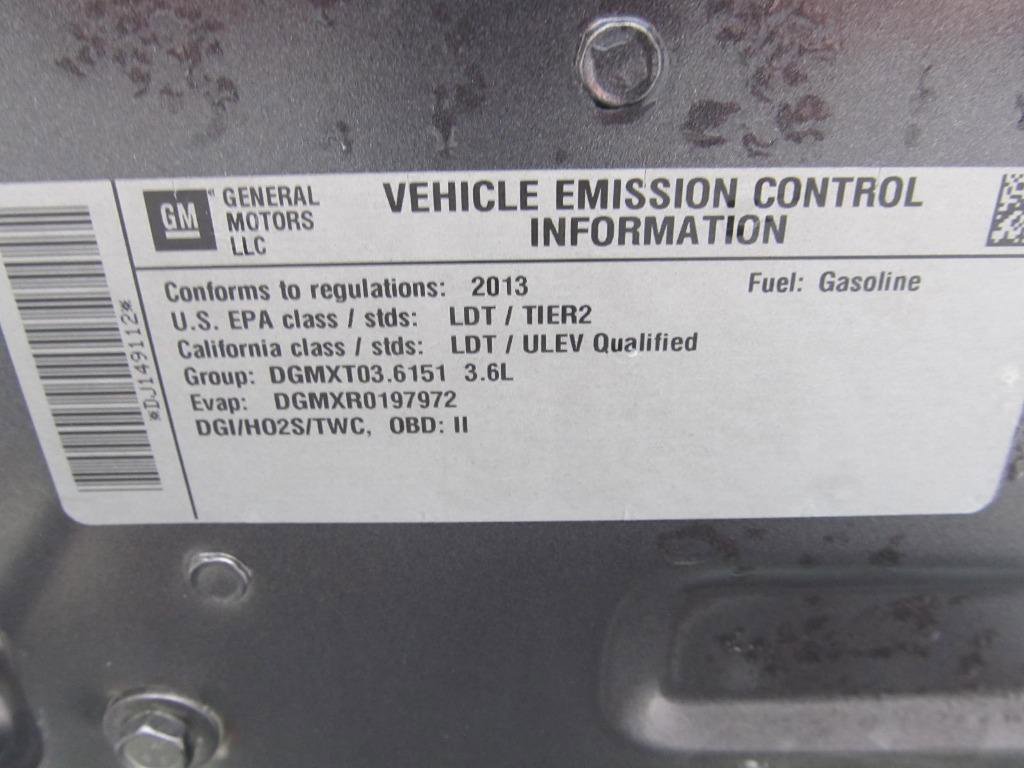 GM
GENERAL
MOTORS
LLC
VEHICLE EMISSION CONTROL
INFORMATION
Conforms to regulations: 2013
Fuel: Gasoline
U.S. EPA class / stds: LDT / TIER2
California class / stds: LDT / ULEV Qualified
Group: DGMXT03.6151 3.6L
Evap: DGMXR0197972
DGI/HO2S/TWC, OBD: II
*DJ149112*